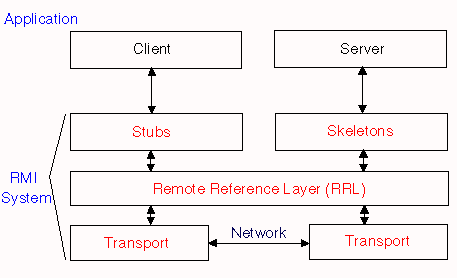 Application
Client
Server
Stubs
Skeletons
RMI
System
Remote Reference Layer (RRL)
Network
Transport
Transport